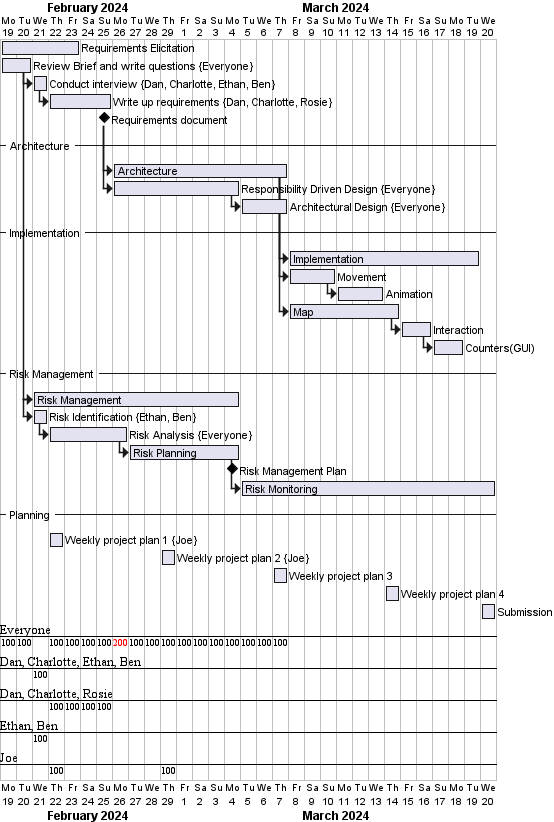 February 2024 March 2024
Mo Tu We Th Fr Sa Su Mo Tu We Th Fr Sa Su Mo Tu We Th Fr Sa Su Mo Tu We Th Fr Sa Su Mo Tu We
19 20 21 22 23 24 25 26 27 28 29 1 2 3 4 5 6 7 8 9 10 11 12 13 14 15 16 17 18 19 20
Requirements Elicitation
Review Brief and write questions {Everyone}
Conduct interview {Dan, Charlotte, Ethan, Ben}
Write up requirements {Dan, Charlotte, Rosie}
Requirements document
Architecture
Architecture
Responsibility Driven Design {Everyone}
Architectural Design {Everyone}
Implementation
Implementation
Movement
Animation
Map
Interaction
Counters(GUI)
Risk Management
Risk Management
Risk Identification {Ethan, Ben}
Risk Analysis {Everyone}
Risk Planning
Risk Management Plan
Risk Monitoring
Planning
Weekly project plan 1 {Joe}
Weekly project plan 2 {Joe}
Weekly project plan 3
Weekly project plan 4
Submission
Everyone
100 100 100 100 100 100 200 100 100 100 100 100 100 100 100 100 100
Dan, Charlotte, Ethan, Ben
100
Dan, Charlotte, Rosie
100 100 100 100
Ethan, Ben
100
Joe
100 100
Mo Tu We Th Fr Sa Su Mo Tu We Th Fr Sa Su Mo Tu We Th Fr Sa Su Mo Tu We Th Fr Sa Su Mo Tu We
19 20 21 22 23 24 25 26 27 28 29 1 2 3 4 5 6 7 8 9 10 11 12 13 14 15 16 17 18 19 20
February 2024 March 2024